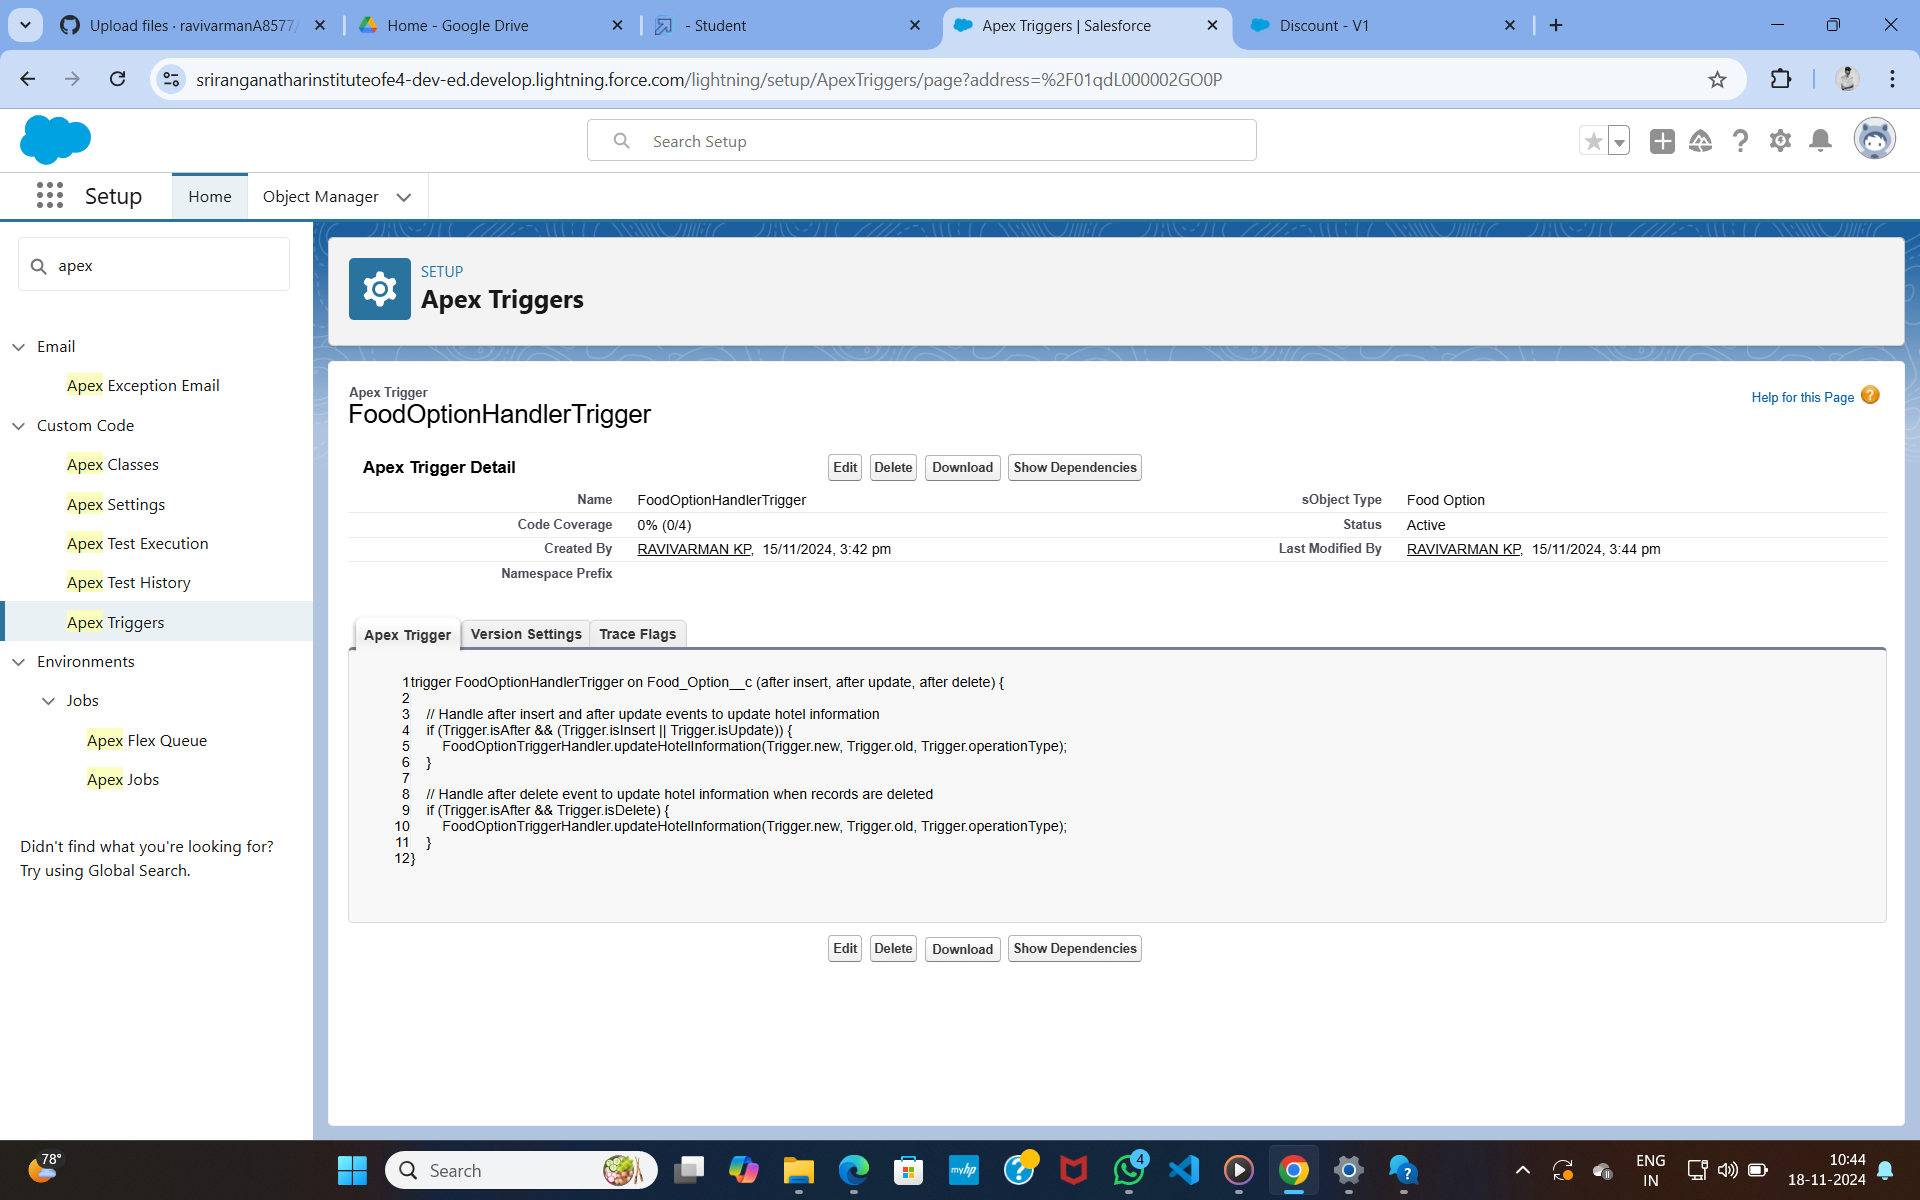 Upload files · ravivarmanA8577/
Home - Google Drive
- Student
Apex Triggers | Salesforce
Discount - V1
sriranganatharinstituteofe4-dev-ed.develop.lightning.force.com/lightning/setup/ApexTriggers/page?address=%2F01qdL000002GO0P
Search Setup
Setup
Home
Object Manager
apex
Email
Apex Exception Email
Custom Code
Apex Classes
Apex Settings
Apex Test Execution
Apex Test History
Apex Triggers
Environments
Jobs
Apex Flex Queue
Apex Jobs
Didn't find what you're looking for?
Try using Global Search.
SETUP
Apex Triggers
Apex Trigger
FoodOptionHandlerTrigger
Help for this Page ?
Apex Trigger Detail
Edit Delete Download Show Dependencies
Name FoodOptionHandlerTrigger sObject Type Food Option
Code Coverage 0% (0/4) Status Active
Created By RAVIVARMAN KP, 15/11/2024, 3:42 pm Last Modified By RAVIVARMAN KP, 15/11/2024, 3:44 pm
Namespace Prefix
Apex Trigger Version Settings Trace Flags
1 trigger FoodOptionHandlerTrigger on Food_Option__c (after insert, after update, after delete) {
2
3 // Handle after insert and after update events to update hotel information
4 if (Trigger.isAfter && (Trigger.isInsert || Trigger.isUpdate)) {
5 FoodOptionTriggerHandler.updateHotelInformation(Trigger.new, Trigger.old, Trigger.operationType);
6 }
7
8 // Handle after delete event to update hotel information when records are deleted
9 if (Trigger.isAfter && Trigger.isDelete) {
10 FoodOptionTriggerHandler.updateHotelInformation(Trigger.new, Trigger.old, Trigger.operationType);
11 }
12 }
Edit Delete Download Show Dependencies
78°
Search
myhp
4
ENG
IN
10:44
18-11-2024